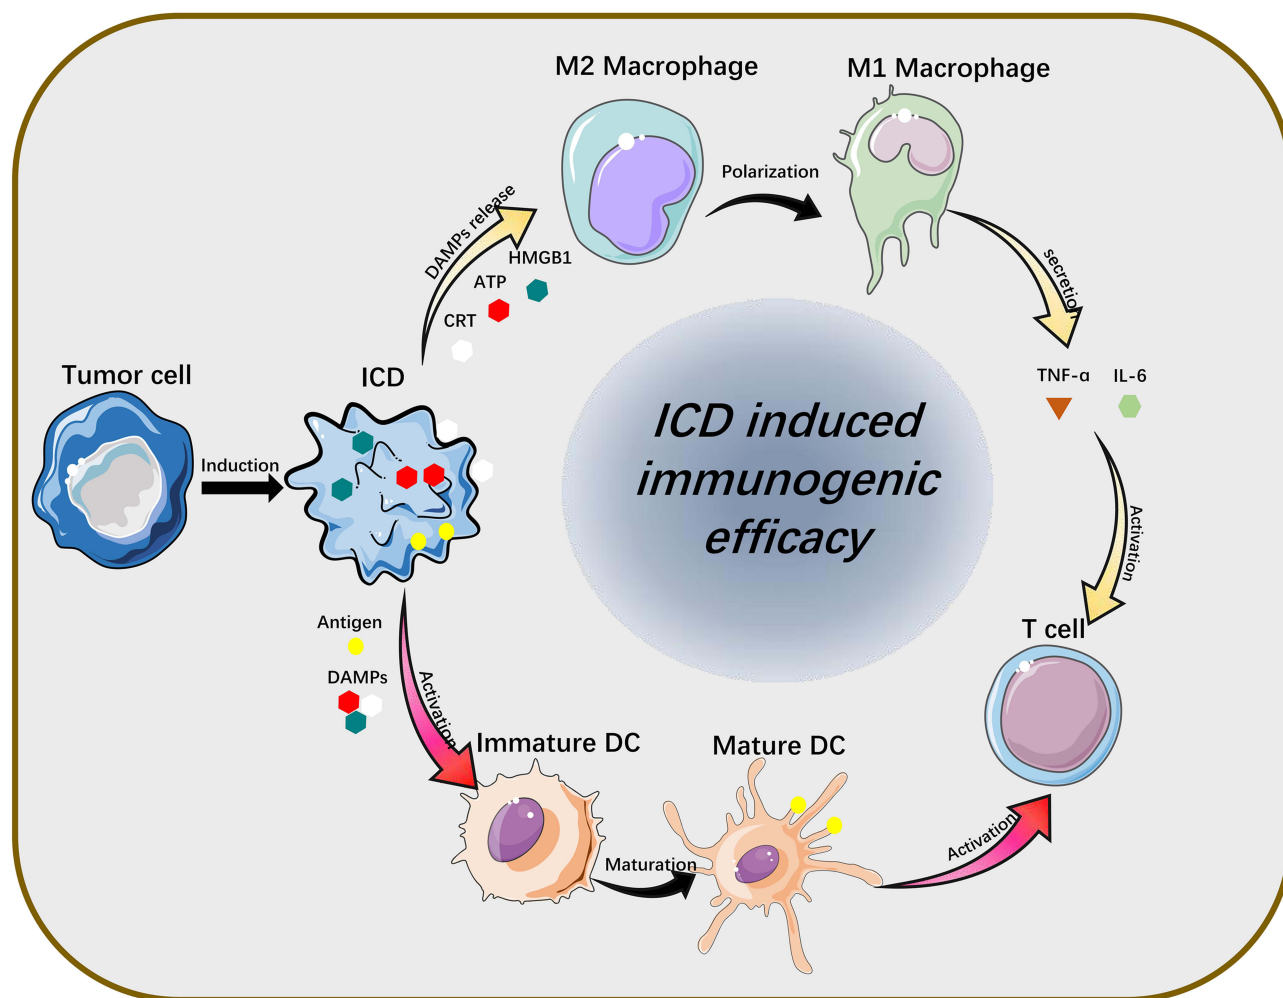 M2 Macrophage
M1 Macrophage
Polarization
DAMPs release
HMGB1
ATP
CRT
secretion
Tumor cell
ICD
TNF-α
IL-6
Induction
ICD induced
immunogenic
efficacy
Activation
Antigen
DAMPs
T cell
Activation
Immature DC
Mature DC
Maturation
Activation